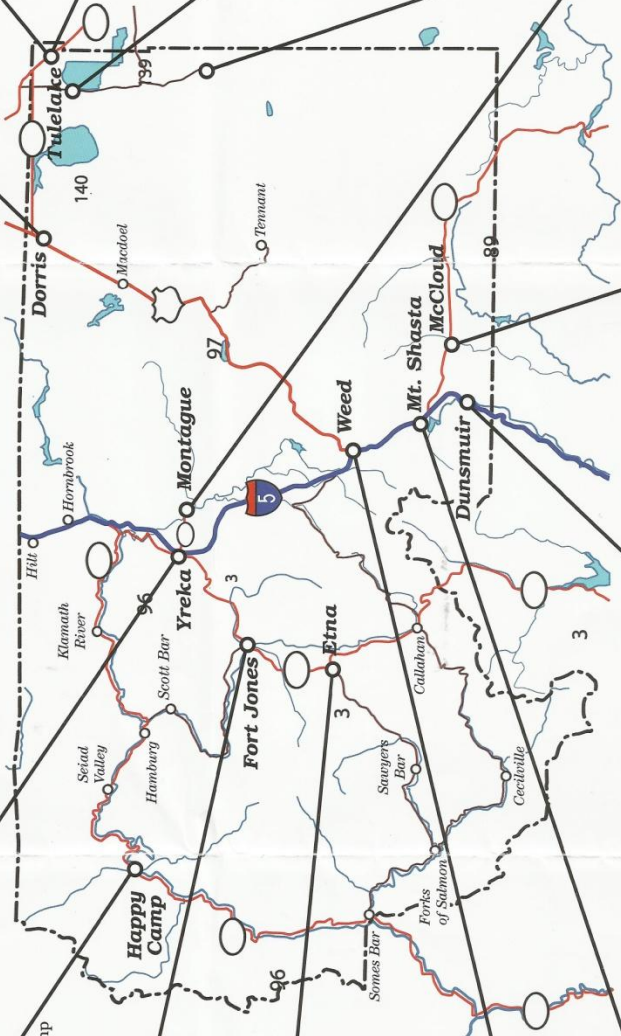 Tulelake
139
140
Dorris
Macdoel
Tennant
97
89
McCloud
Mt. Shasta
Dunsmuir
Weed
Montague
5
Hornbrook
Hilt
Yreka
3
96
Klamath
River
Scott Bar
Fort Jones
Etna
3
Callahan
3
Seiad
Valley
Hamburg
Sawyers
Bar
Cecilville
Happy
Camp
Forks
of Salmon
Somes Bar
96